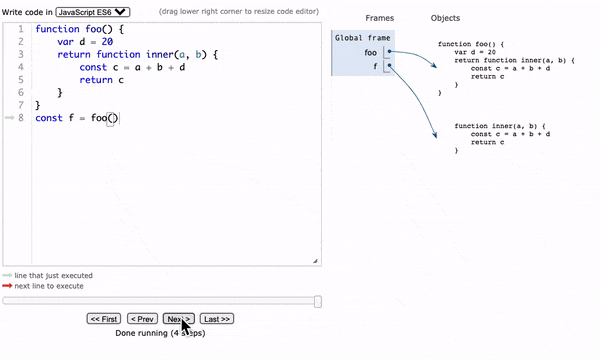 Write code in JavaScript ES6
(drag lower right corner to resize code editor)
1 function foo() {
2     var d = 20
3     return function inner(a, b) {
4         const c = a + b + d
5         return c
6     }
7 }
8 const f = foo()
line that just executed
next line to execute
<< First
< Prev
Next >
Last >>
Done running (4 steps)
Frames
Objects
Global frame
foo
f
function foo() {
    var d = 20
    return function inner(a, b) {
        const c = a + b + d
        return c
    }
}
function inner(a, b) {
    const c = a + b + d
    return c
}